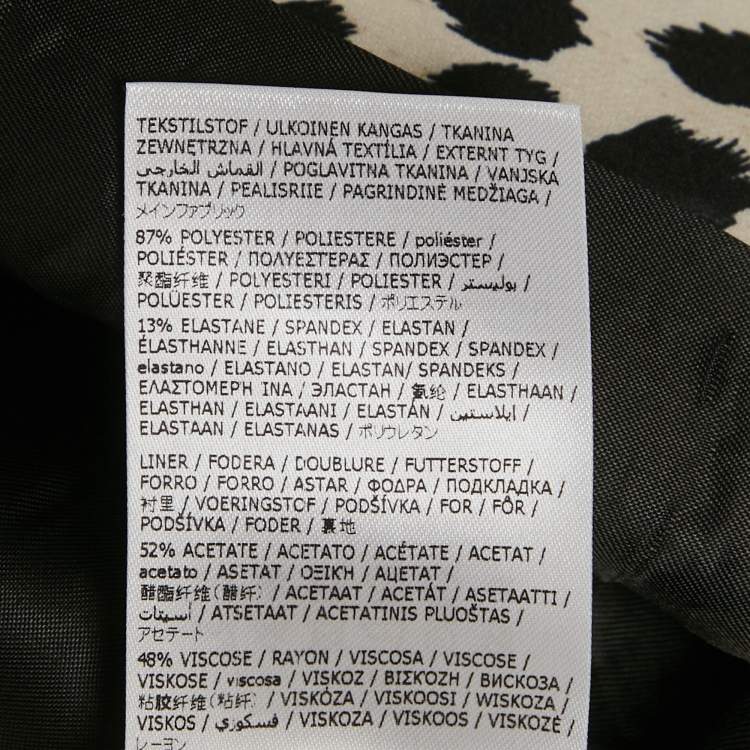 TEKSTILSTOF / ULKOINEN KANGAS / TKANINA
ZEWNĘTRZNA / HLAVNÁ TEXTÍLIA / EXTERNT TYG /
القماش الخارجي / POGLAVITNA TKANINA / VANJSKA
TKANINA / PEALISRIIE / PAGRINDINĖ MEDŽIAGA /
メインファブリック
87% POLYESTER / POLIESTERE / poliéster /
POLIÉSTER / ΠΟΛΥΕΣΤΕΡΑΣ / ПОЛИЭСТЕР /
聚酯纤维 / POLYESTERI / POLIESTER / بوليستر /
POLÜESTER / POLIESTERIS / ポリエステル
13% ELASTANE / SPANDEX / ELASTAN /
ÉLASTHANNE / ELASTHAN / SPANDEX / SPANDEX /
elastano / ELASTANO / ELASTAN/ SPANDEKS /
ΕΛΑΣΤΟΜΕΡΉ ΙΝΑ / ЭЛАСТАН / 氨纶 / ELASTHAAN /
ELASTHAN / ELASTAANI / ELASTÁN / ايلاستين /
ELASTAAN / ELASTANAS / ポリウレタン
LINER / FODERA / DOUBLURE / FUTTERSTOFF /
FORRO / FORRO / ASTAR / ΦΟΔΡΑ / ПОДКЛАДКА /
衬里 / VOERINGSTOF / PODŠÍVKA / FOR / FÔR /
PODŠÍVKA / FODER / 裏地
52% ACETATE / ACETATO / ACÉTATE / ACETAT /
acetato / ASETAT / ΟΞΙΚΉ / АЦЕТАТ /
醋酯纤维(醋纤) / ACETAAT / ACETÁT / ASETAATTI /
أسيتات / ATSETAAT / ACETATINIS PLUOŠTAS /
アセテート
48% VISCOSE / RAYON / VISCOSA / VISCOSE /
VISKOSE / viscosa / VISKOZ / ΒΙΣΚΌΖΗ / ВИСКОЗА /
粘胶纤维(粘纤) / VISKÓZA / VISKOOSI / WISKOZA /
VISKOS / فسكوزي / VISKOZA / VISKOOS / VISKOZĖ /
レーヨン